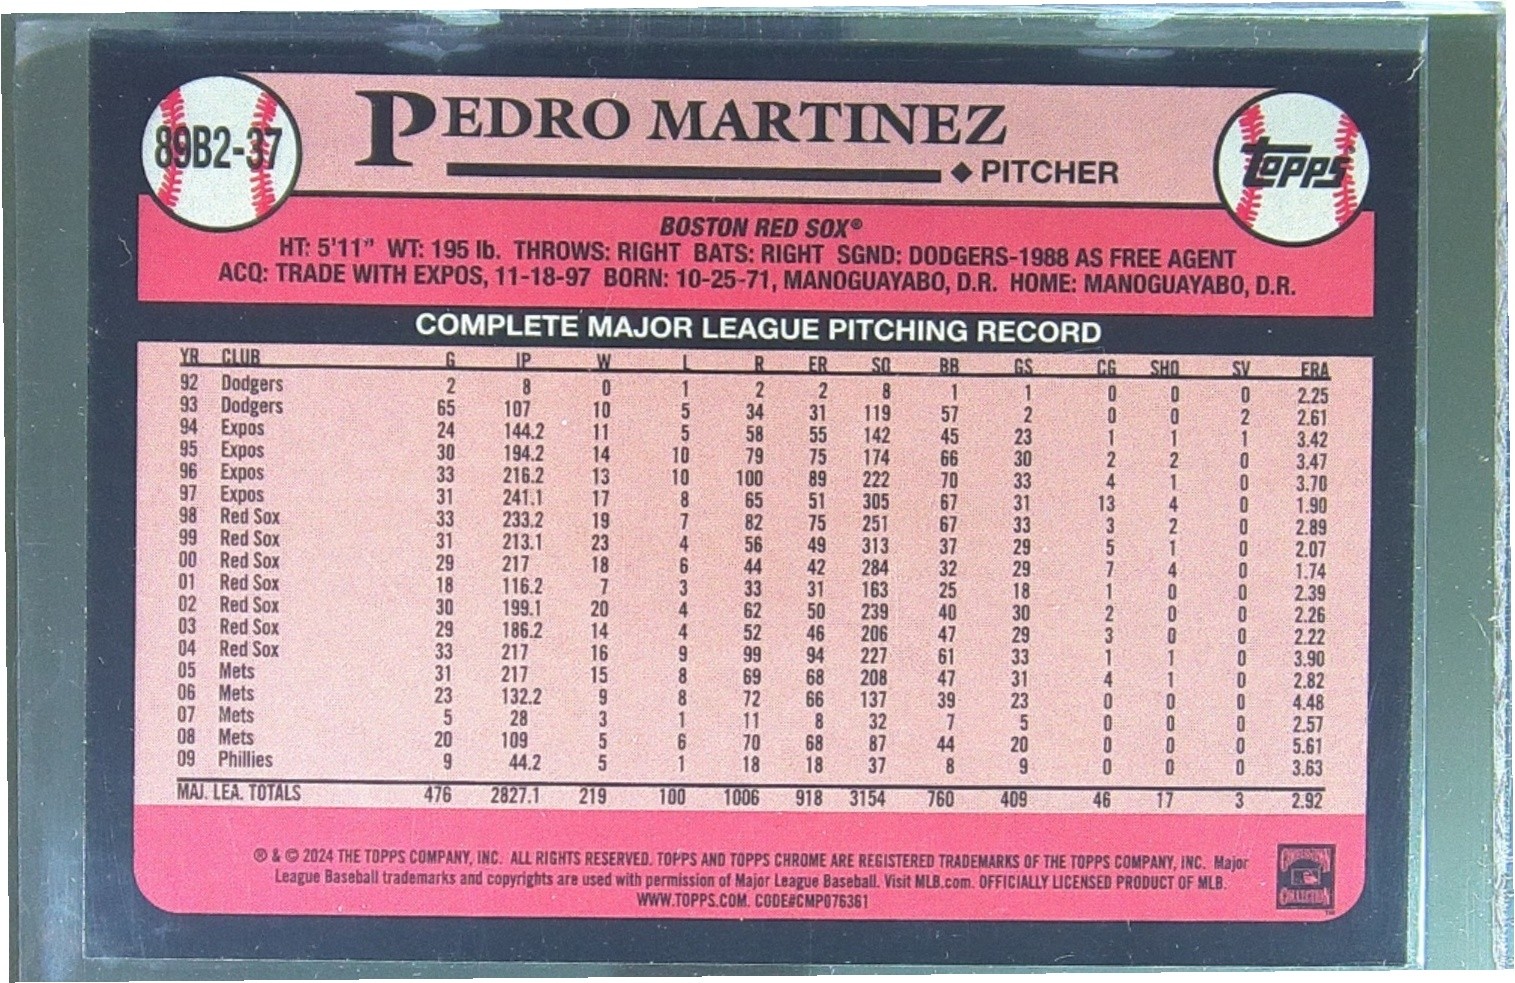 89B2-37
PEDRO MARTINEZ
◆ PITCHER
TOPPS®
BOSTON RED SOX®
HT: 5'11" WT: 195 lb. THROWS: RIGHT BATS: RIGHT SGND: DODGERS-1988 AS FREE AGENT
ACQ: TRADE WITH EXPOS, 11-18-97 BORN: 10-25-71, MANOGUAYABO, D.R. HOME: MANOGUAYABO, D.R.
COMPLETE MAJOR LEAGUE PITCHING RECORD
YR CLUB G IP W L R ER SO BB GS CG SHO SV ERA
92 Dodgers 2 8 0 1 2 2 8 1 1 0 0 0 2.25
93 Dodgers 65 107 10 5 34 31 119 57 2 0 0 2 2.61
94 Expos 24 144.2 11 5 58 55 142 45 23 1 1 1 3.42
95 Expos 30 194.2 14 10 79 75 174 66 30 2 2 0 3.47
96 Expos 33 216.2 13 10 100 89 222 70 33 4 1 0 3.70
97 Expos 31 241.1 17 8 65 51 305 67 31 13 4 0 1.90
98 Red Sox 33 233.2 19 7 82 75 251 67 33 3 2 0 2.89
99 Red Sox 31 213.1 23 4 56 49 313 37 29 5 1 0 2.07
00 Red Sox 29 217 18 6 44 42 284 32 29 7 4 0 1.74
01 Red Sox 18 116.2 7 3 33 31 163 25 18 1 0 0 2.39
02 Red Sox 30 199.1 20 4 62 50 239 40 30 2 0 0 2.26
03 Red Sox 29 186.2 14 4 52 46 206 47 29 3 0 0 2.22
04 Red Sox 33 217 16 9 99 94 227 61 33 1 1 0 3.90
05 Mets 31 217 15 8 69 68 208 47 31 4 1 0 2.82
06 Mets 23 132.2 9 8 72 66 137 39 23 0 0 0 4.48
07 Mets 5 28 3 1 11 8 32 7 5 0 0 0 2.57
08 Mets 20 109 5 6 70 68 87 44 20 0 0 0 5.61
09 Phillies 9 44.2 5 1 18 18 37 8 9 0 0 0 3.63
MAJ. LEA. TOTALS 476 2827.1 219 100 1006 918 3154 760 409 46 17 3 2.92
® & © 2024 THE TOPPS COMPANY, INC. ALL RIGHTS RESERVED. TOPPS AND TOPPS CHROME ARE REGISTERED TRADEMARKS OF THE TOPPS COMPANY, INC. Major
League Baseball trademarks and copyrights are used with permission of Major League Baseball. Visit MLB.com. OFFICIALLY LICENSED PRODUCT OF MLB.
WWW.TOPPS.COM. CODE#CMP076361
COOPERSTOWN
COLLECTION